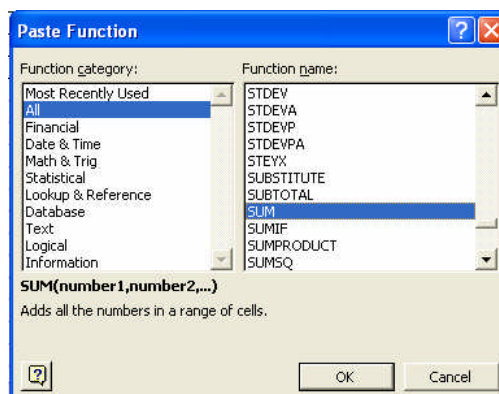 Paste Function
Function category:
Most Recently Used
All
Financial
Date & Time
Math & Trig
Statistical
Lookup & Reference
Database
Text
Logical
Information
Function name:
STDEV
STDEVA
STDEVP
STDEVPA
STEYX
SUBSTITUTE
SUBTOTAL
SUM
SUMIF
SUMPRODUCT
SUMSQ
SUM(number1,number2,...)
Adds all the numbers in a range of cells.
OK
Cancel